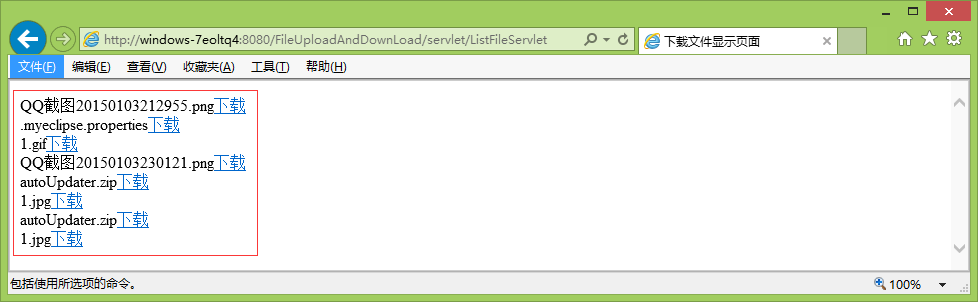 http://windows-7eoltq4:8080/FileUploadAndDownLoad/servlet/ListFileServlet
下载文件显示页面
文件(F) 编辑(E) 查看(V) 收藏夹(A) 工具(T) 帮助(H)
QQ截图20150103212955.png下载
.myeclipse.properties下载
1.gif下载
QQ截图20150103230121.png下载
autoUpdater.zip下载
1.jpg下载
autoUpdater.zip下载
1.jpg下载
包括使用所选项的命令。 100%